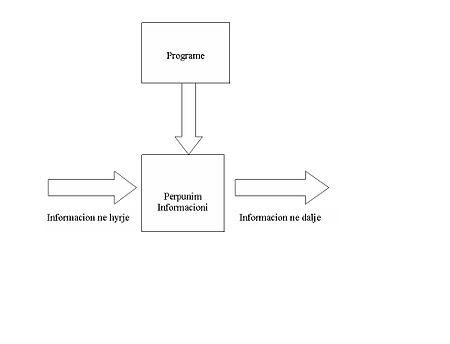 Programe
Perpunim
Informacioni
Informacion ne hyrje
Informacion ne dalje